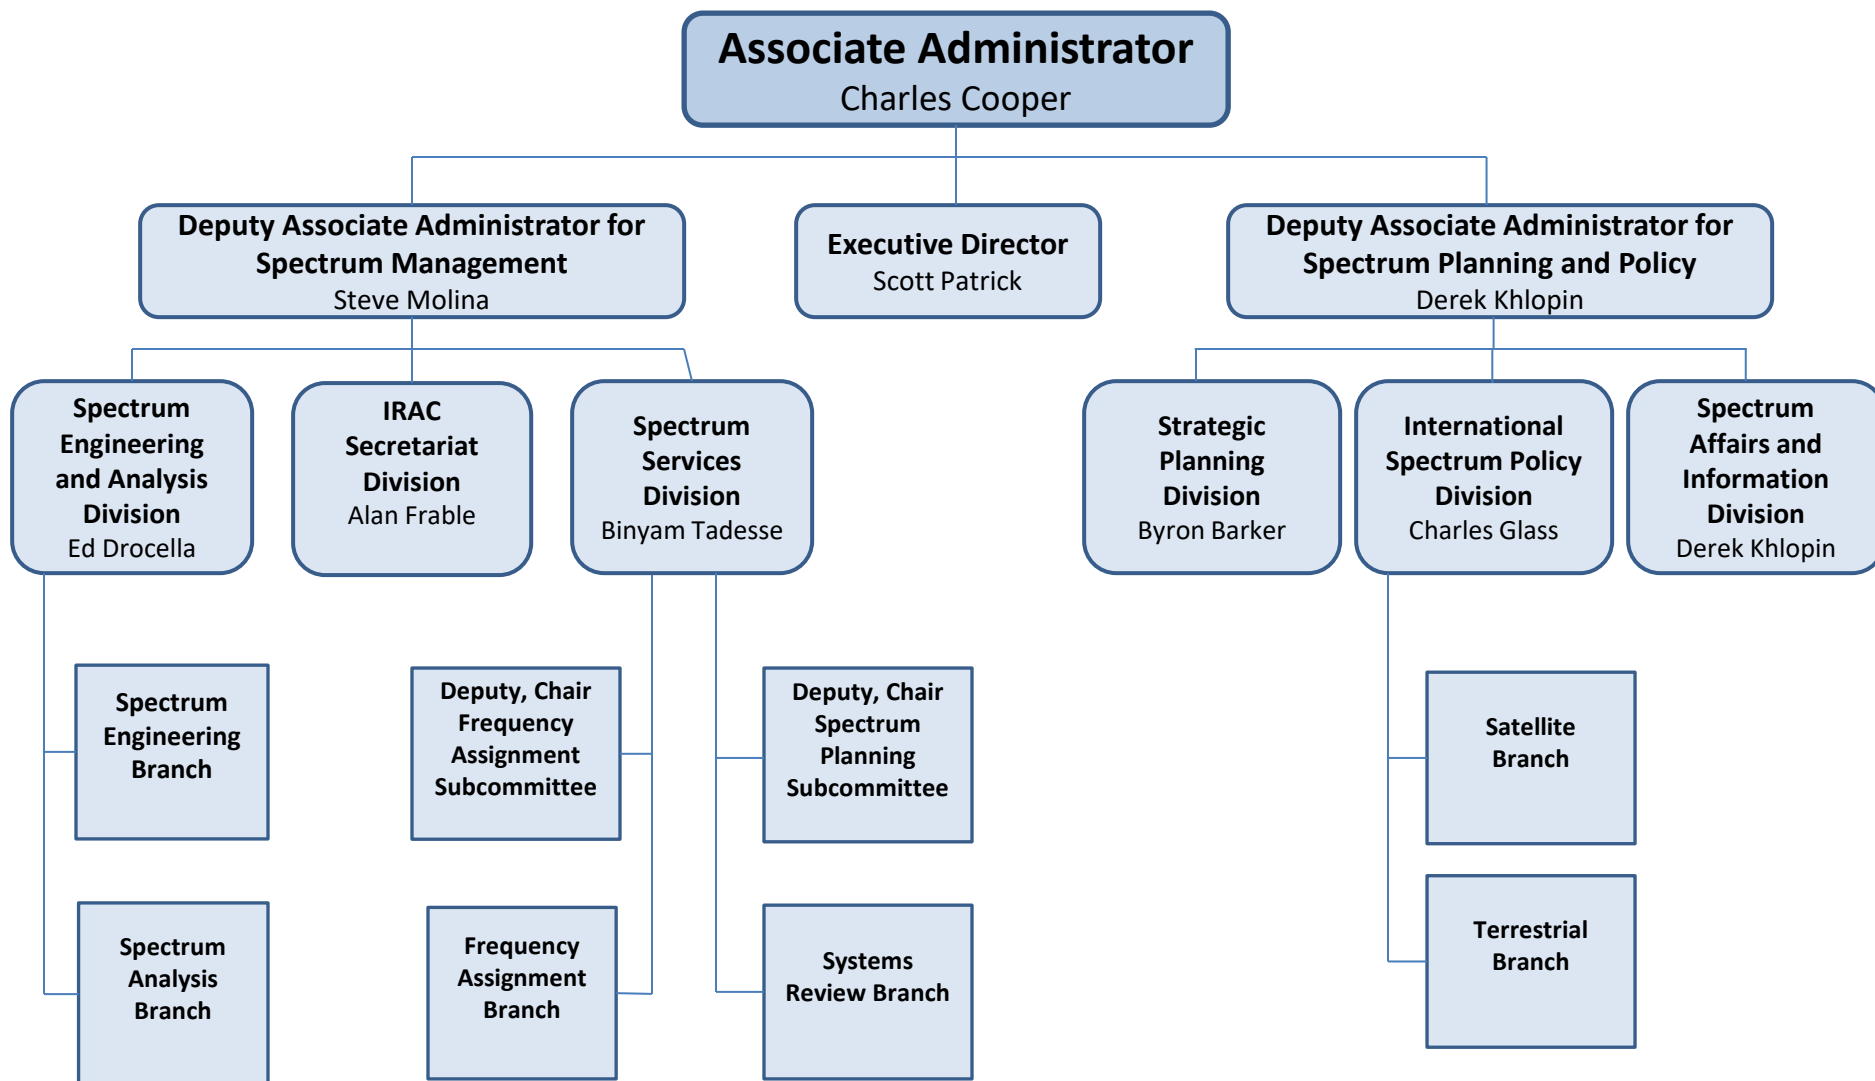 Associate Administrator
Charles Cooper
Deputy Associate Administrator for
Spectrum Management
Steve Molina
Executive Director
Scott Patrick
Deputy Associate Administrator for
Spectrum Planning and Policy
Derek Khlopin
Spectrum
Engineering
and Analysis
Division
Ed Drocella
IRAC
Secretariat
Division
Alan Frable
Spectrum
Services
Division
Binyam Tadesse
Strategic
Planning
Division
Byron Barker
International
Spectrum Policy
Division
Charles Glass
Spectrum
Affairs and
Information
Division
Derek Khlopin
Spectrum
Engineering
Branch
Deputy, Chair
Frequency
Assignment
Subcommittee
Deputy, Chair
Spectrum
Planning
Subcommittee
Satellite
Branch
Spectrum
Analysis
Branch
Frequency
Assignment
Branch
Systems
Review Branch
Terrestrial
Branch